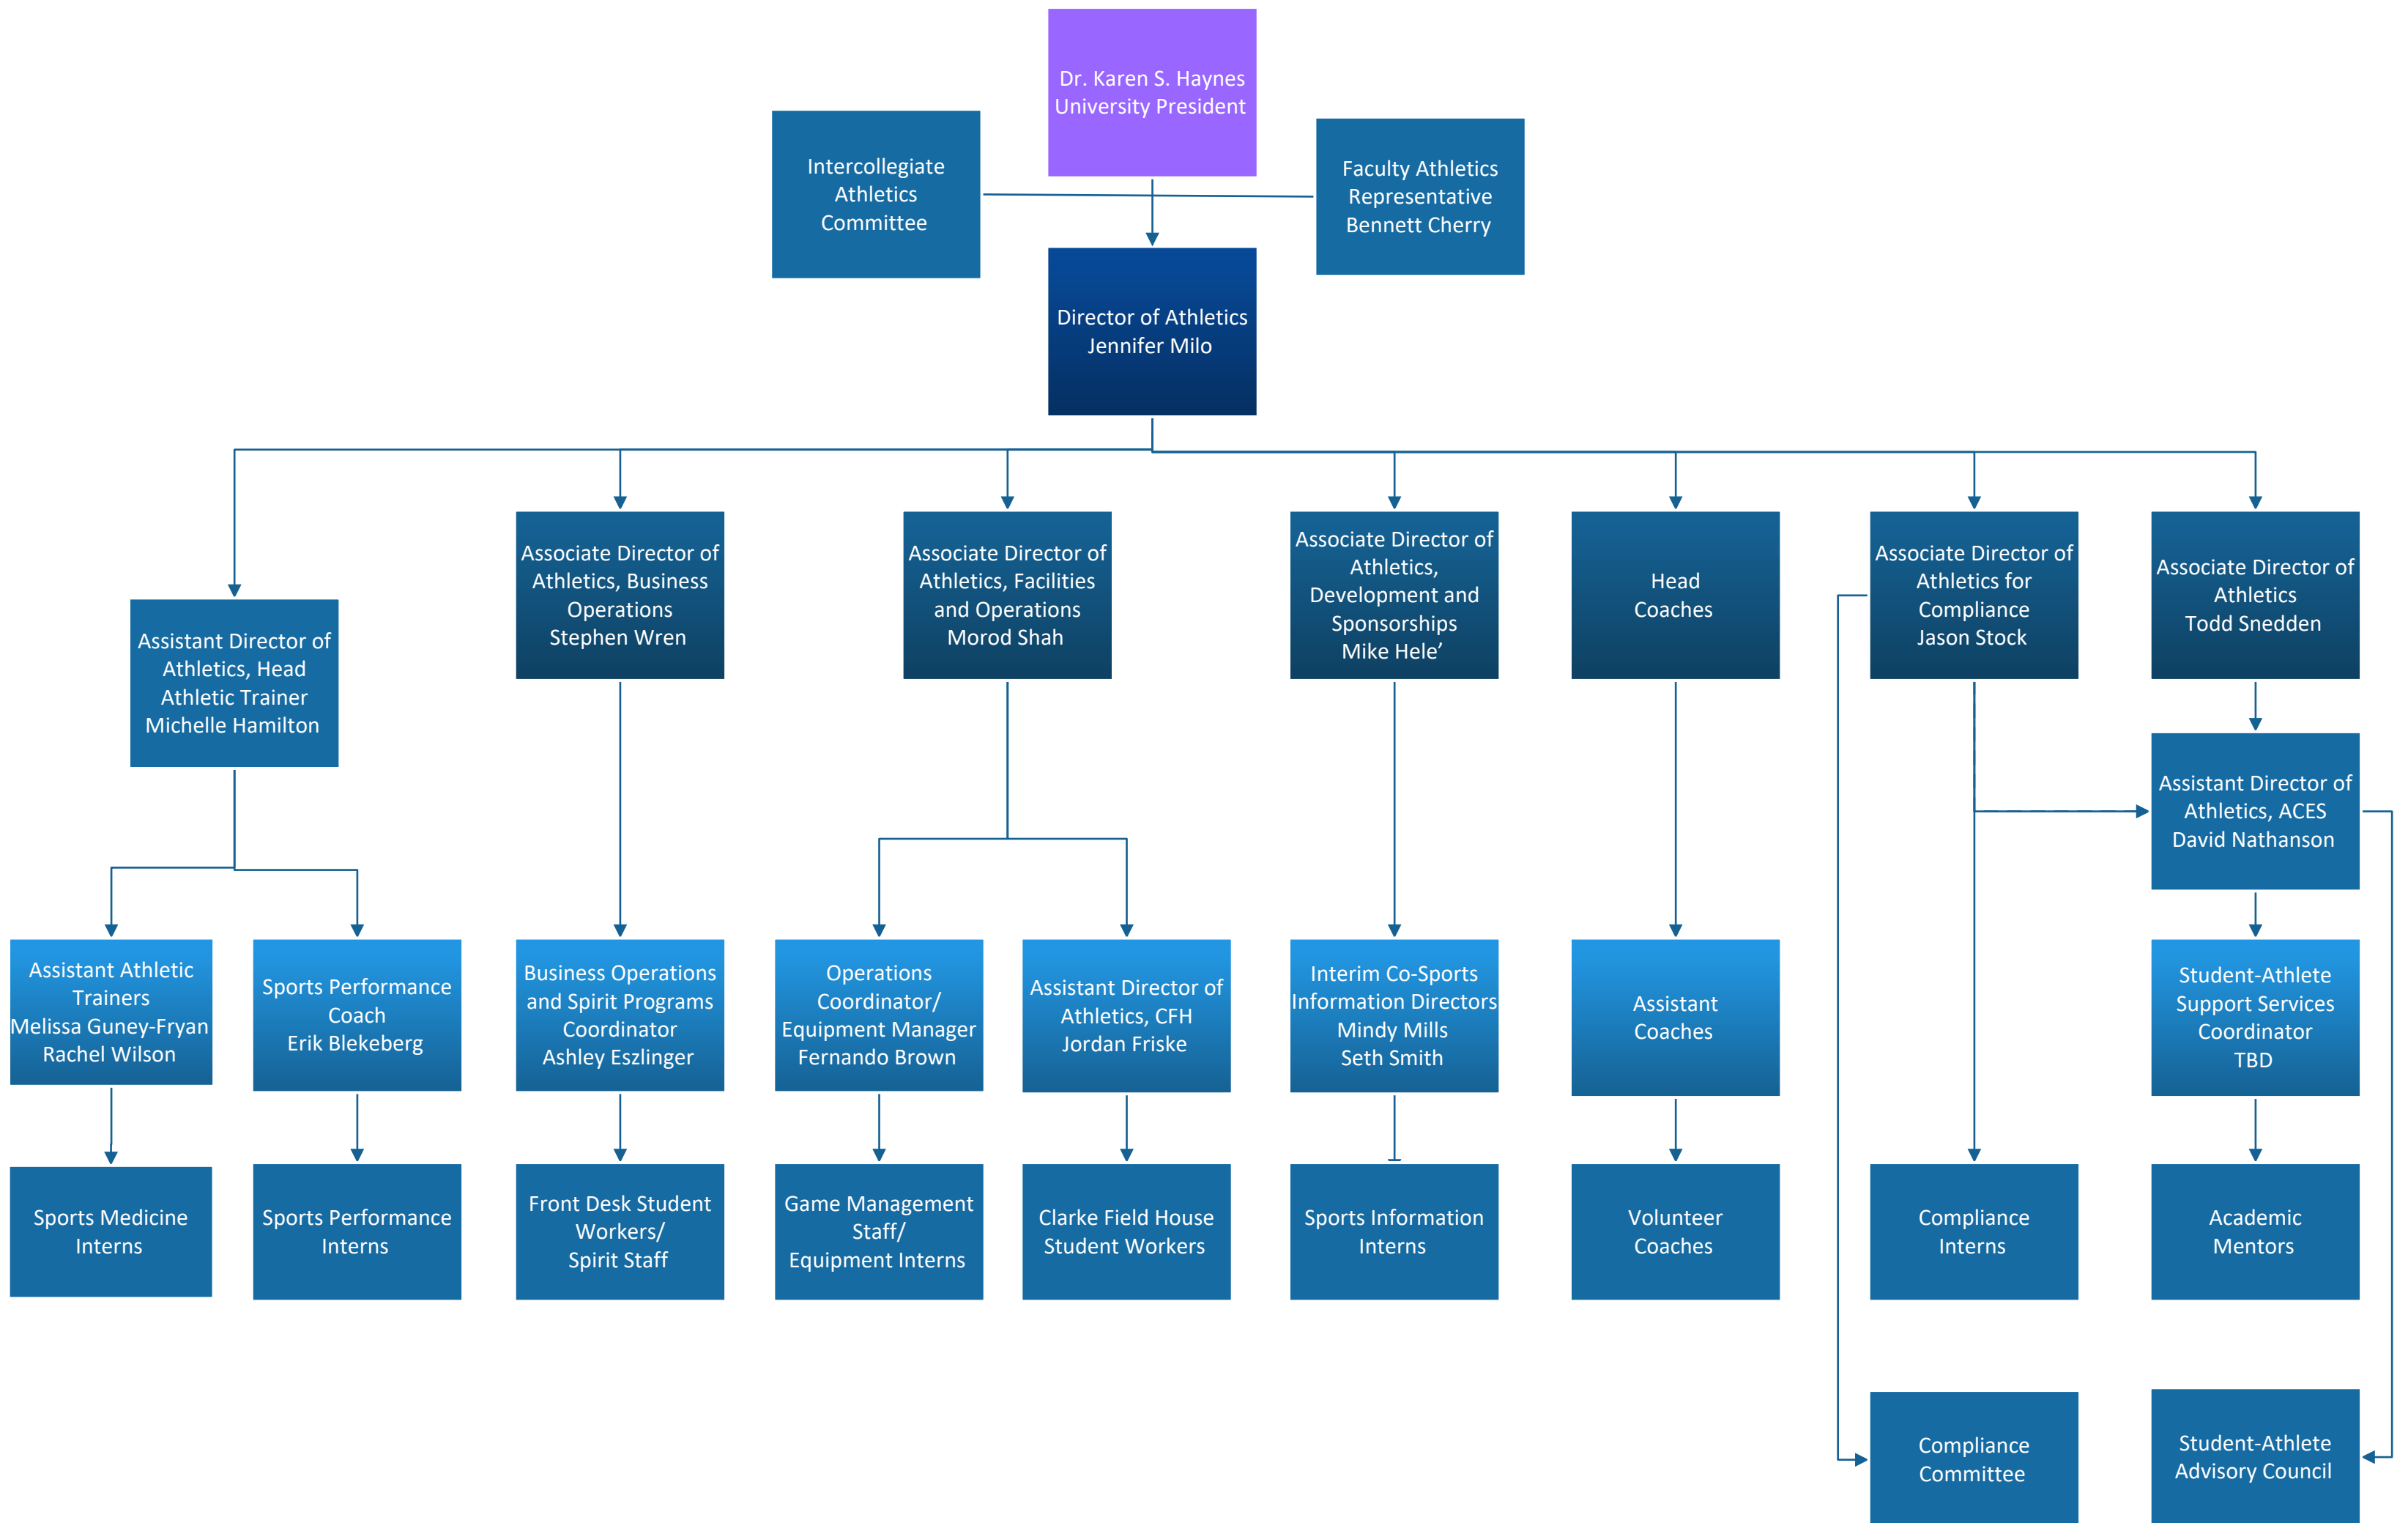 Dr. Karen S. Haynes
University President
Intercollegiate
Athletics
Committee
Faculty Athletics
Representative
Bennett Cherry
Director of Athletics
Jennifer Milo
Assistant Director of
Athletics, Head
Athletic Trainer
Michelle Hamilton
Associate Director of
Athletics, Business
Operations
Stephen Wren
Associate Director of
Athletics, Facilities
and Operations
Morod Shah
Associate Director of
Athletics,
Development and
Sponsorships
Mike Hele’
Head
Coaches
Associate Director of
Athletics for
Compliance
Jason Stock
Associate Director of
Athletics
Todd Snedden
Assistant Director of
Athletics, ACES
David Nathanson
Assistant Athletic
Trainers
Melissa Guney-Fryan
Rachel Wilson
Sports Performance
Coach
Erik Blekeberg
Business Operations
and Spirit Programs
Coordinator
Ashley Eszlinger
Operations
Coordinator/
Equipment Manager
Fernando Brown
Assistant Director of
Athletics, CFH
Jordan Friske
Interim Co-Sports
Information Directors
Mindy Mills
Seth Smith
Assistant
Coaches
Student-Athlete
Support Services
Coordinator
TBD
Sports Medicine
Interns
Sports Performance
Interns
Front Desk Student
Workers/
Spirit Staff
Game Management
Staff/
Equipment Interns
Clarke Field House
Student Workers
Sports Information
Interns
Volunteer
Coaches
Compliance
Interns
Academic
Mentors
Compliance
Committee
Student-Athlete
Advisory Council